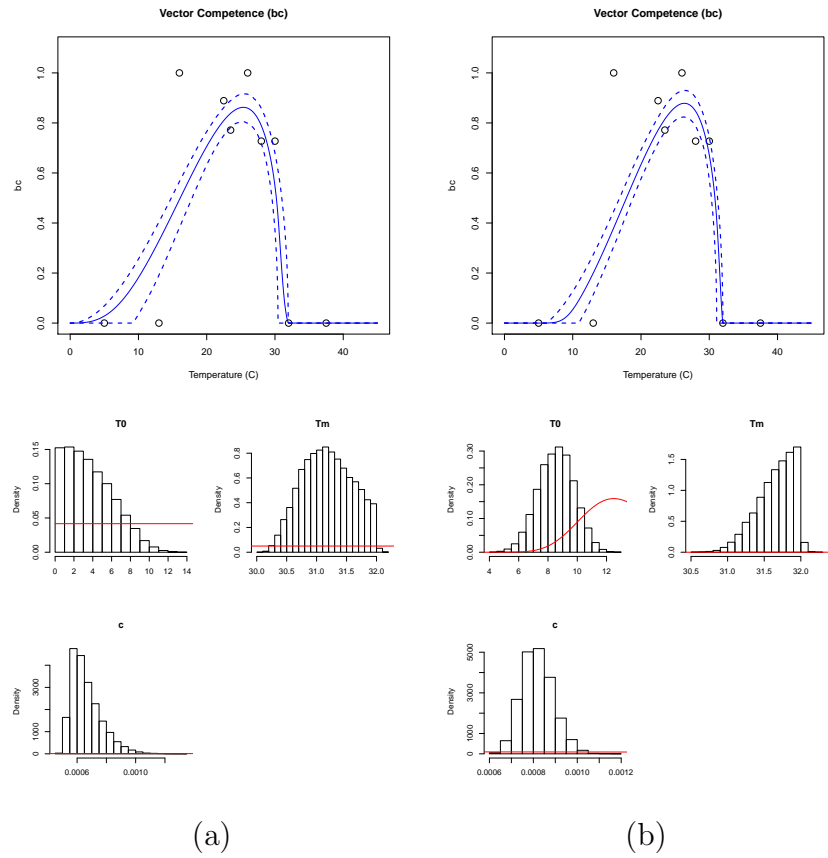 Vector Competence (bc)
bc
0.0 0.2 0.4 0.6 0.8 1.0
0 10 20 30 40
Temperature (C)
T0
Density
0.00 0.05 0.10 0.15
0 2 4 6 8 10 12 14
Tm
Density
0.0 0.2 0.4 0.6 0.8
30.0 30.5 31.0 31.5 32.0
c
Density
0 1000 3000
0.0006 0.0010
(a)
Vector Competence (bc)
bc
0.0 0.2 0.4 0.6 0.8 1.0
0 10 20 30 40
Temperature (C)
T0
Density
0.00 0.10 0.20 0.30
4 6 8 10 12
Tm
Density
0.0 0.5 1.0 1.5
30.5 31.0 31.5 32.0
c
Density
0 1000 3000 5000
0.0006 0.0008 0.0010 0.0012
(b)